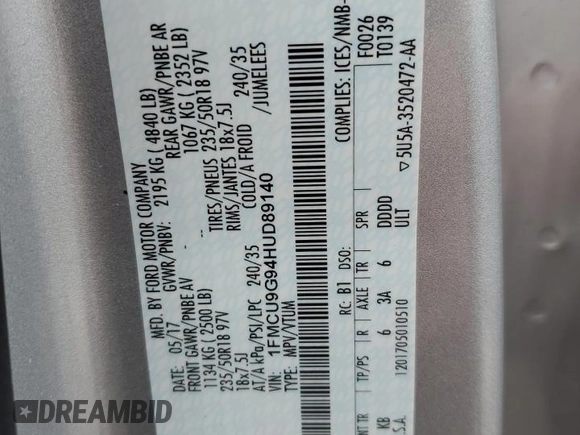 MFD. BY FORD MOTOR COMPANY
DATE: 05/17 GVWR/PNBV: 2195 KG ( 4840 LB)
FRONT GAWR/PNBE AV REAR GAWR/PNBE AR
1134 KG ( 2500 LB) 1067 KG ( 2352 LB)
235/50R18 97V TIRES/PNEUS 235/50R18 97V
18x7.5J RIMS/JANTES 18x7.5J
AT/A kPa/PSI/LPC 240/35 COLD/A FROID 240/35
VIN: 1FMCU9G94HUD89140 /JUMELEES
TYPE: MPV/VTUM
COMPLIES: ICES/NMB-
F0026
T0139
RC: B1 DSO:
NT TR TP/PS R AXLE TR SPR
KB 6 3A 6 DDDD
S.A. 1201705010510 ULT
▽5U5A-3520472-AA
DREAMBID